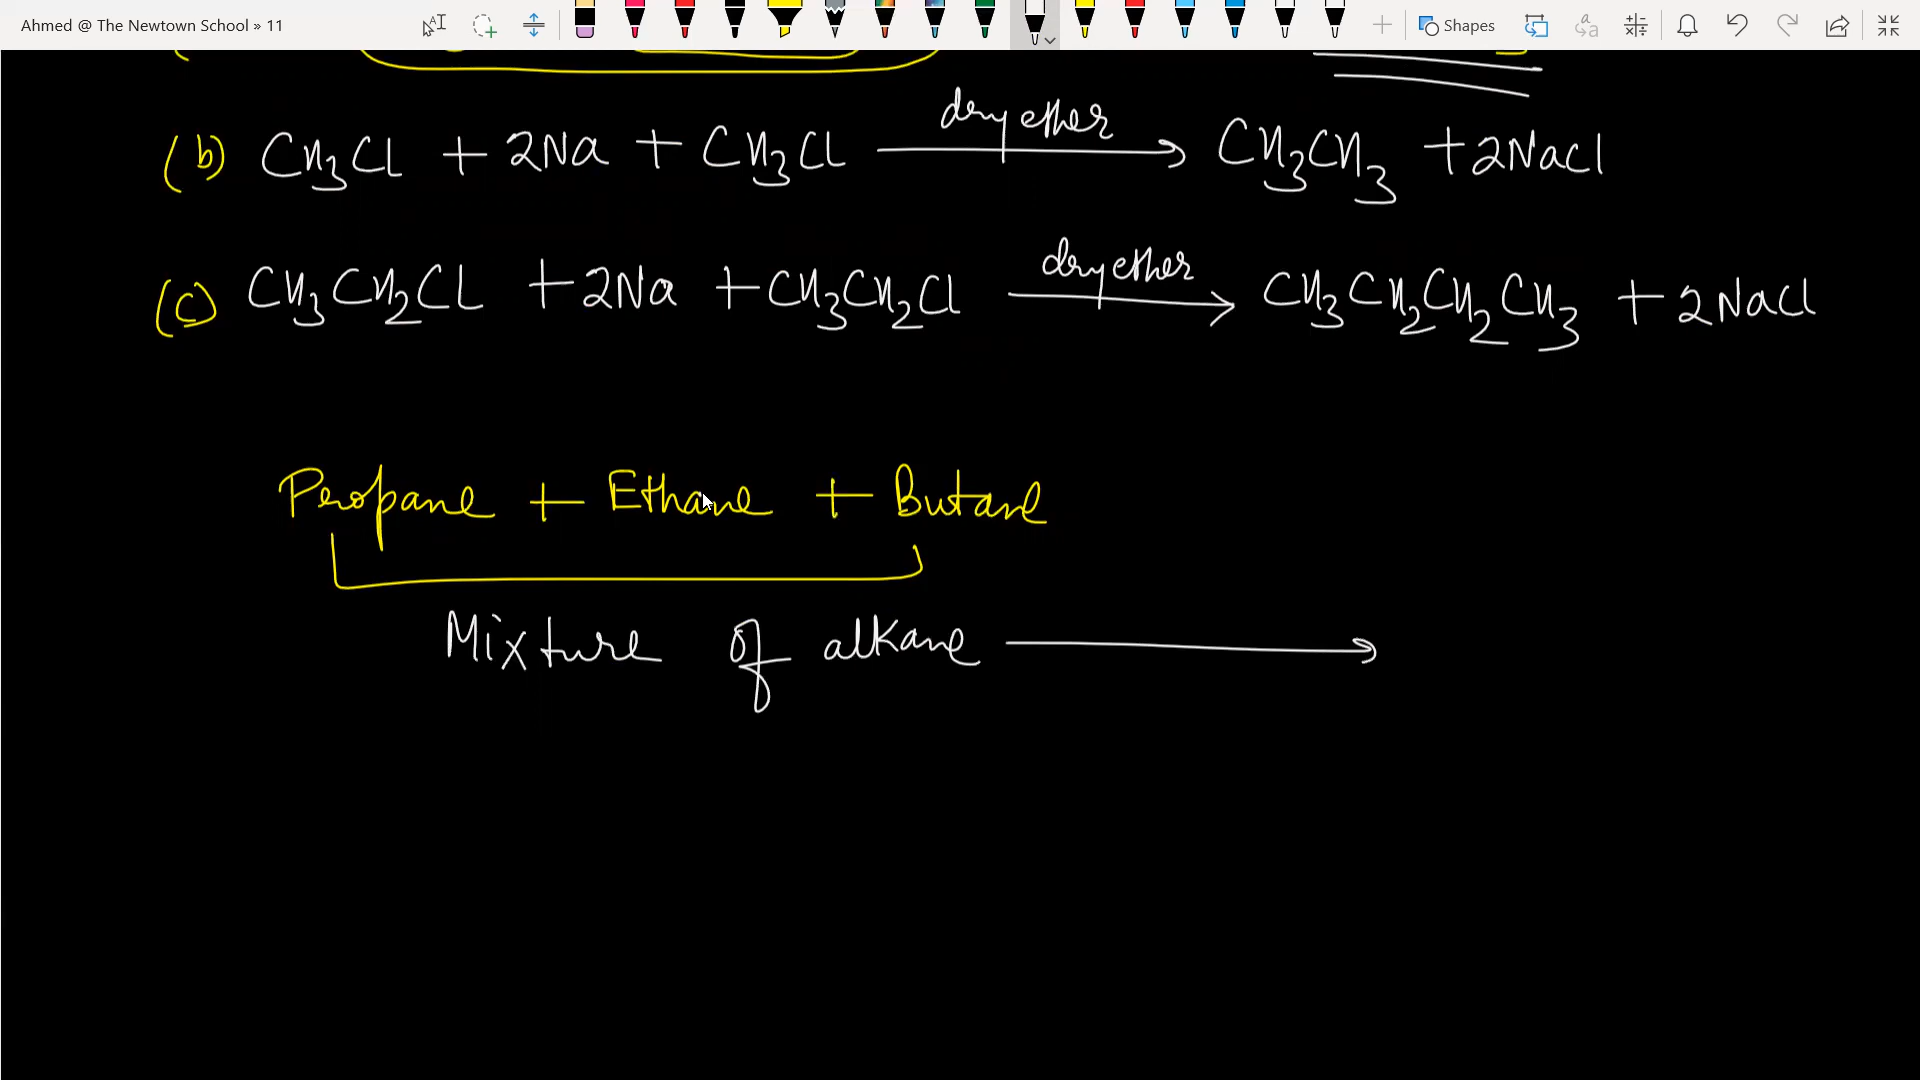 Ahmed @ The Newtown School » 11
Shapes
(b) CH3Cl + 2Na + CH3Cl dry ether → CH3CH3 + 2NaCl
(c) CH3CH2Cl + 2Na + CH3CH2Cl dry ether → CH3CH2CH2CH3 + 2NaCl
Propane + Ethane + Butane
Mixture of alkane →